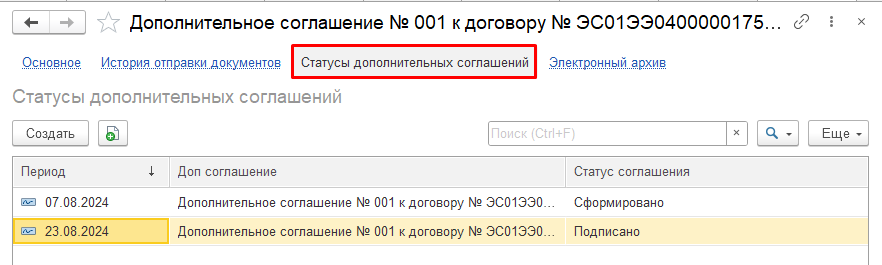 Дополнительное соглашение № 001 к договору № ЭС01ЭЭ0400000175...
Основное История отправки документов Статусы дополнительных соглашений Электронный архив
Статусы дополнительных соглашений
Создать Поиск (Ctrl+F) × Еще
Период ↓ Доп соглашение Статус соглашения
07.08.2024 Дополнительное соглашение № 001 к договору № ЭС01ЭЭ0... Сформировано
23.08.2024 Дополнительное соглашение № 001 к договору № ЭС01ЭЭ0... Подписано